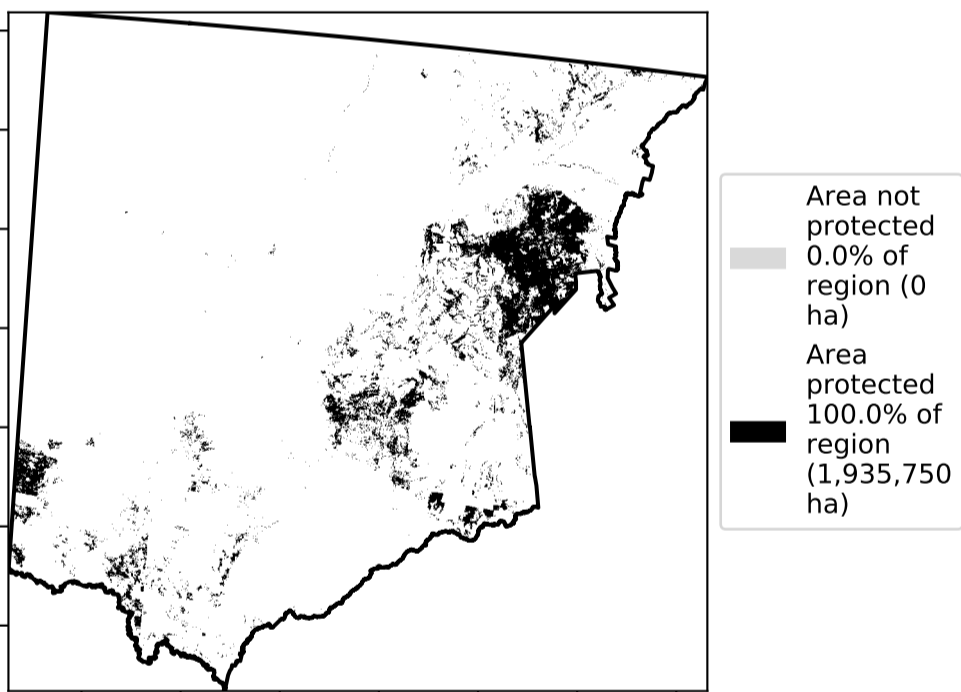 Area not
protected
0.0% of
region (0
ha)
Area
protected
100.0% of
region
(1,935,750
ha)